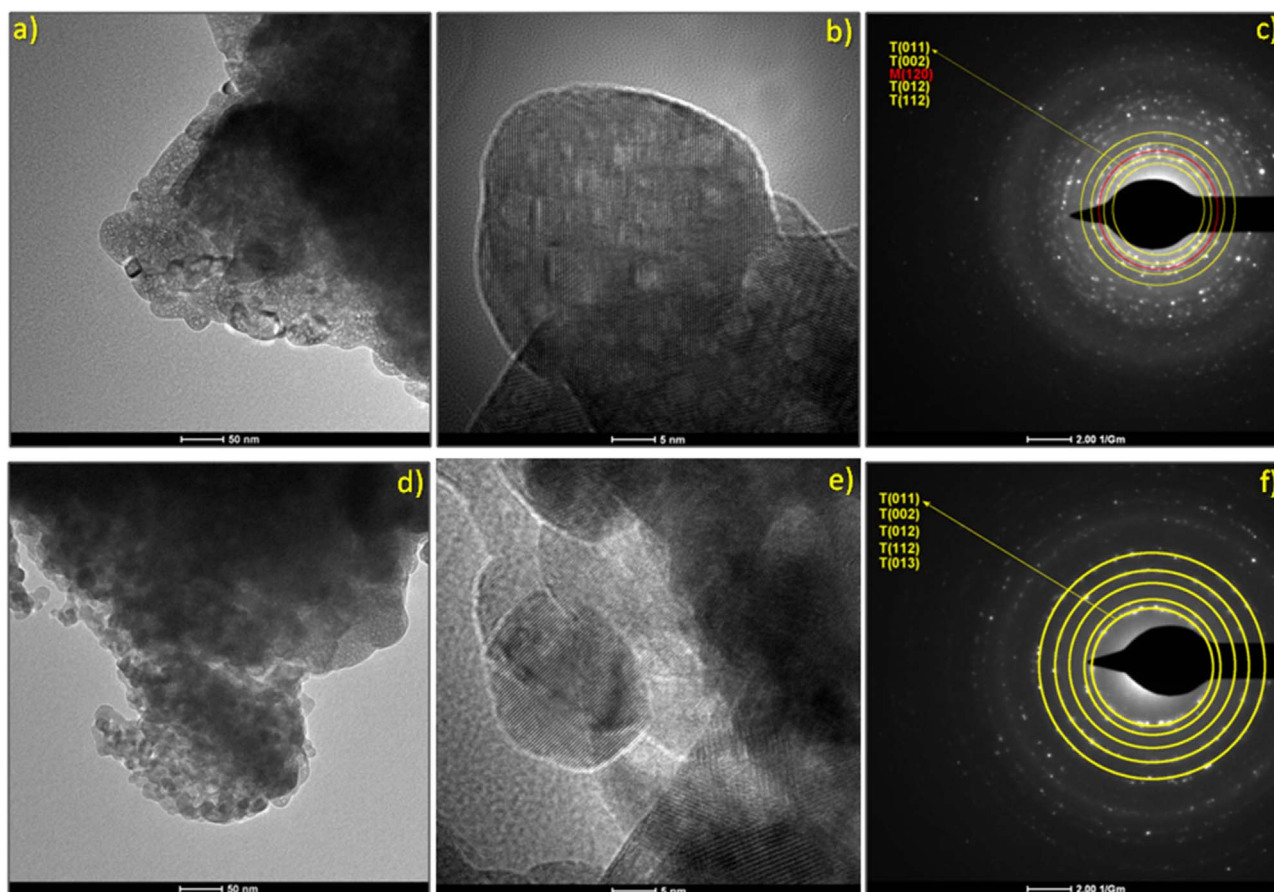 a)
50 nm
b)
5 nm
c)
T(011)
T(002)
M(120)
T(012)
T(112)
2.00 1/Gm
d)
50 nm
e)
5 nm
f)
T(011)
T(002)
T(012)
T(112)
T(013)
2.00 1/Gm